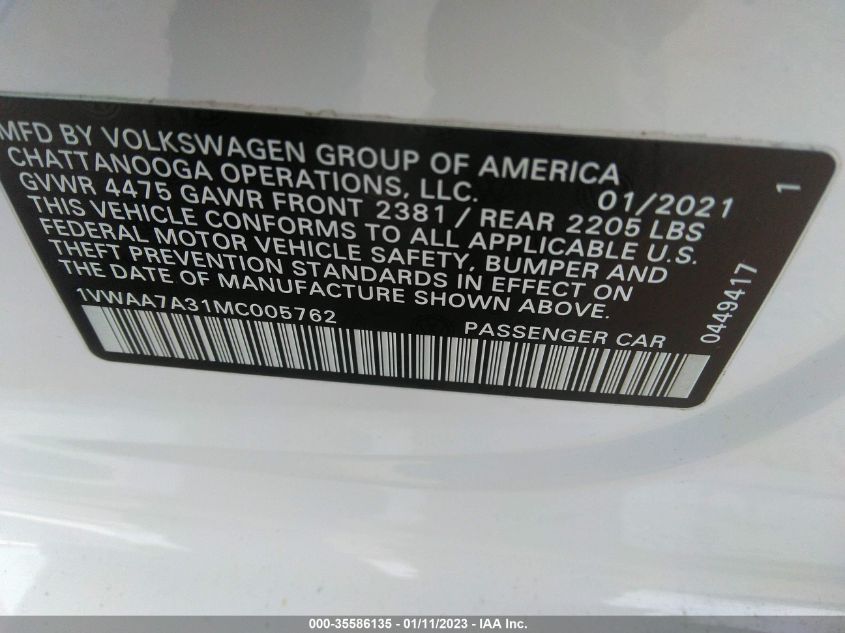 MFD BY VOLKSWAGEN GROUP OF AMERICA
CHATTANOOGA OPERATIONS, LLC. 01/2021 1
GVWR 4475 GAWR FRONT 2381 / REAR 2205 LBS
THIS VEHICLE CONFORMS TO ALL APPLICABLE U.S.
FEDERAL MOTOR VEHICLE SAFETY, BUMPER AND
THEFT PREVENTION STANDARDS IN EFFECT ON
THE DATE OF MANUFACTURE SHOWN ABOVE.
1VWAA7A31MC005762 PASSENGER CAR
0449417
000-35586135 - 01/11/2023 - IAA Inc.